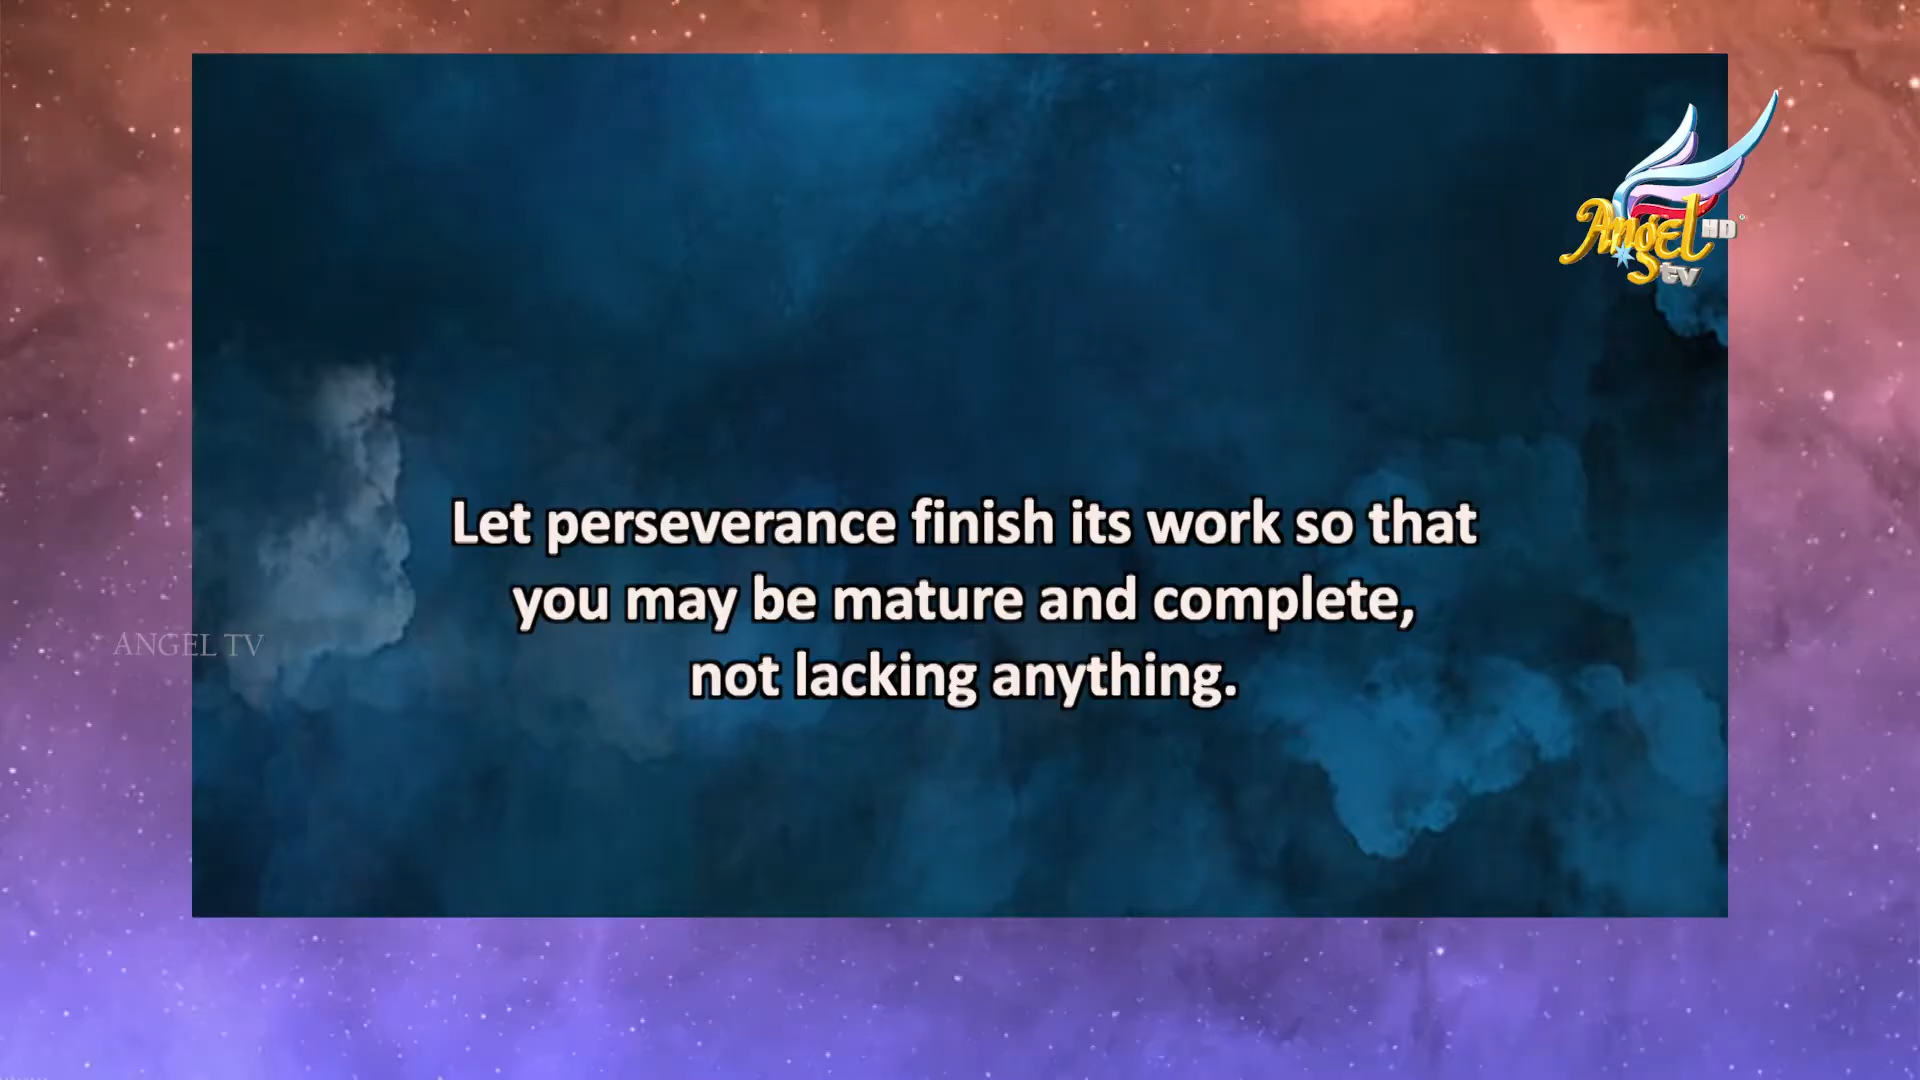 Angel HD
tv
Let perseverance finish its work so that
you may be mature and complete,
not lacking anything.
ANGEL TV